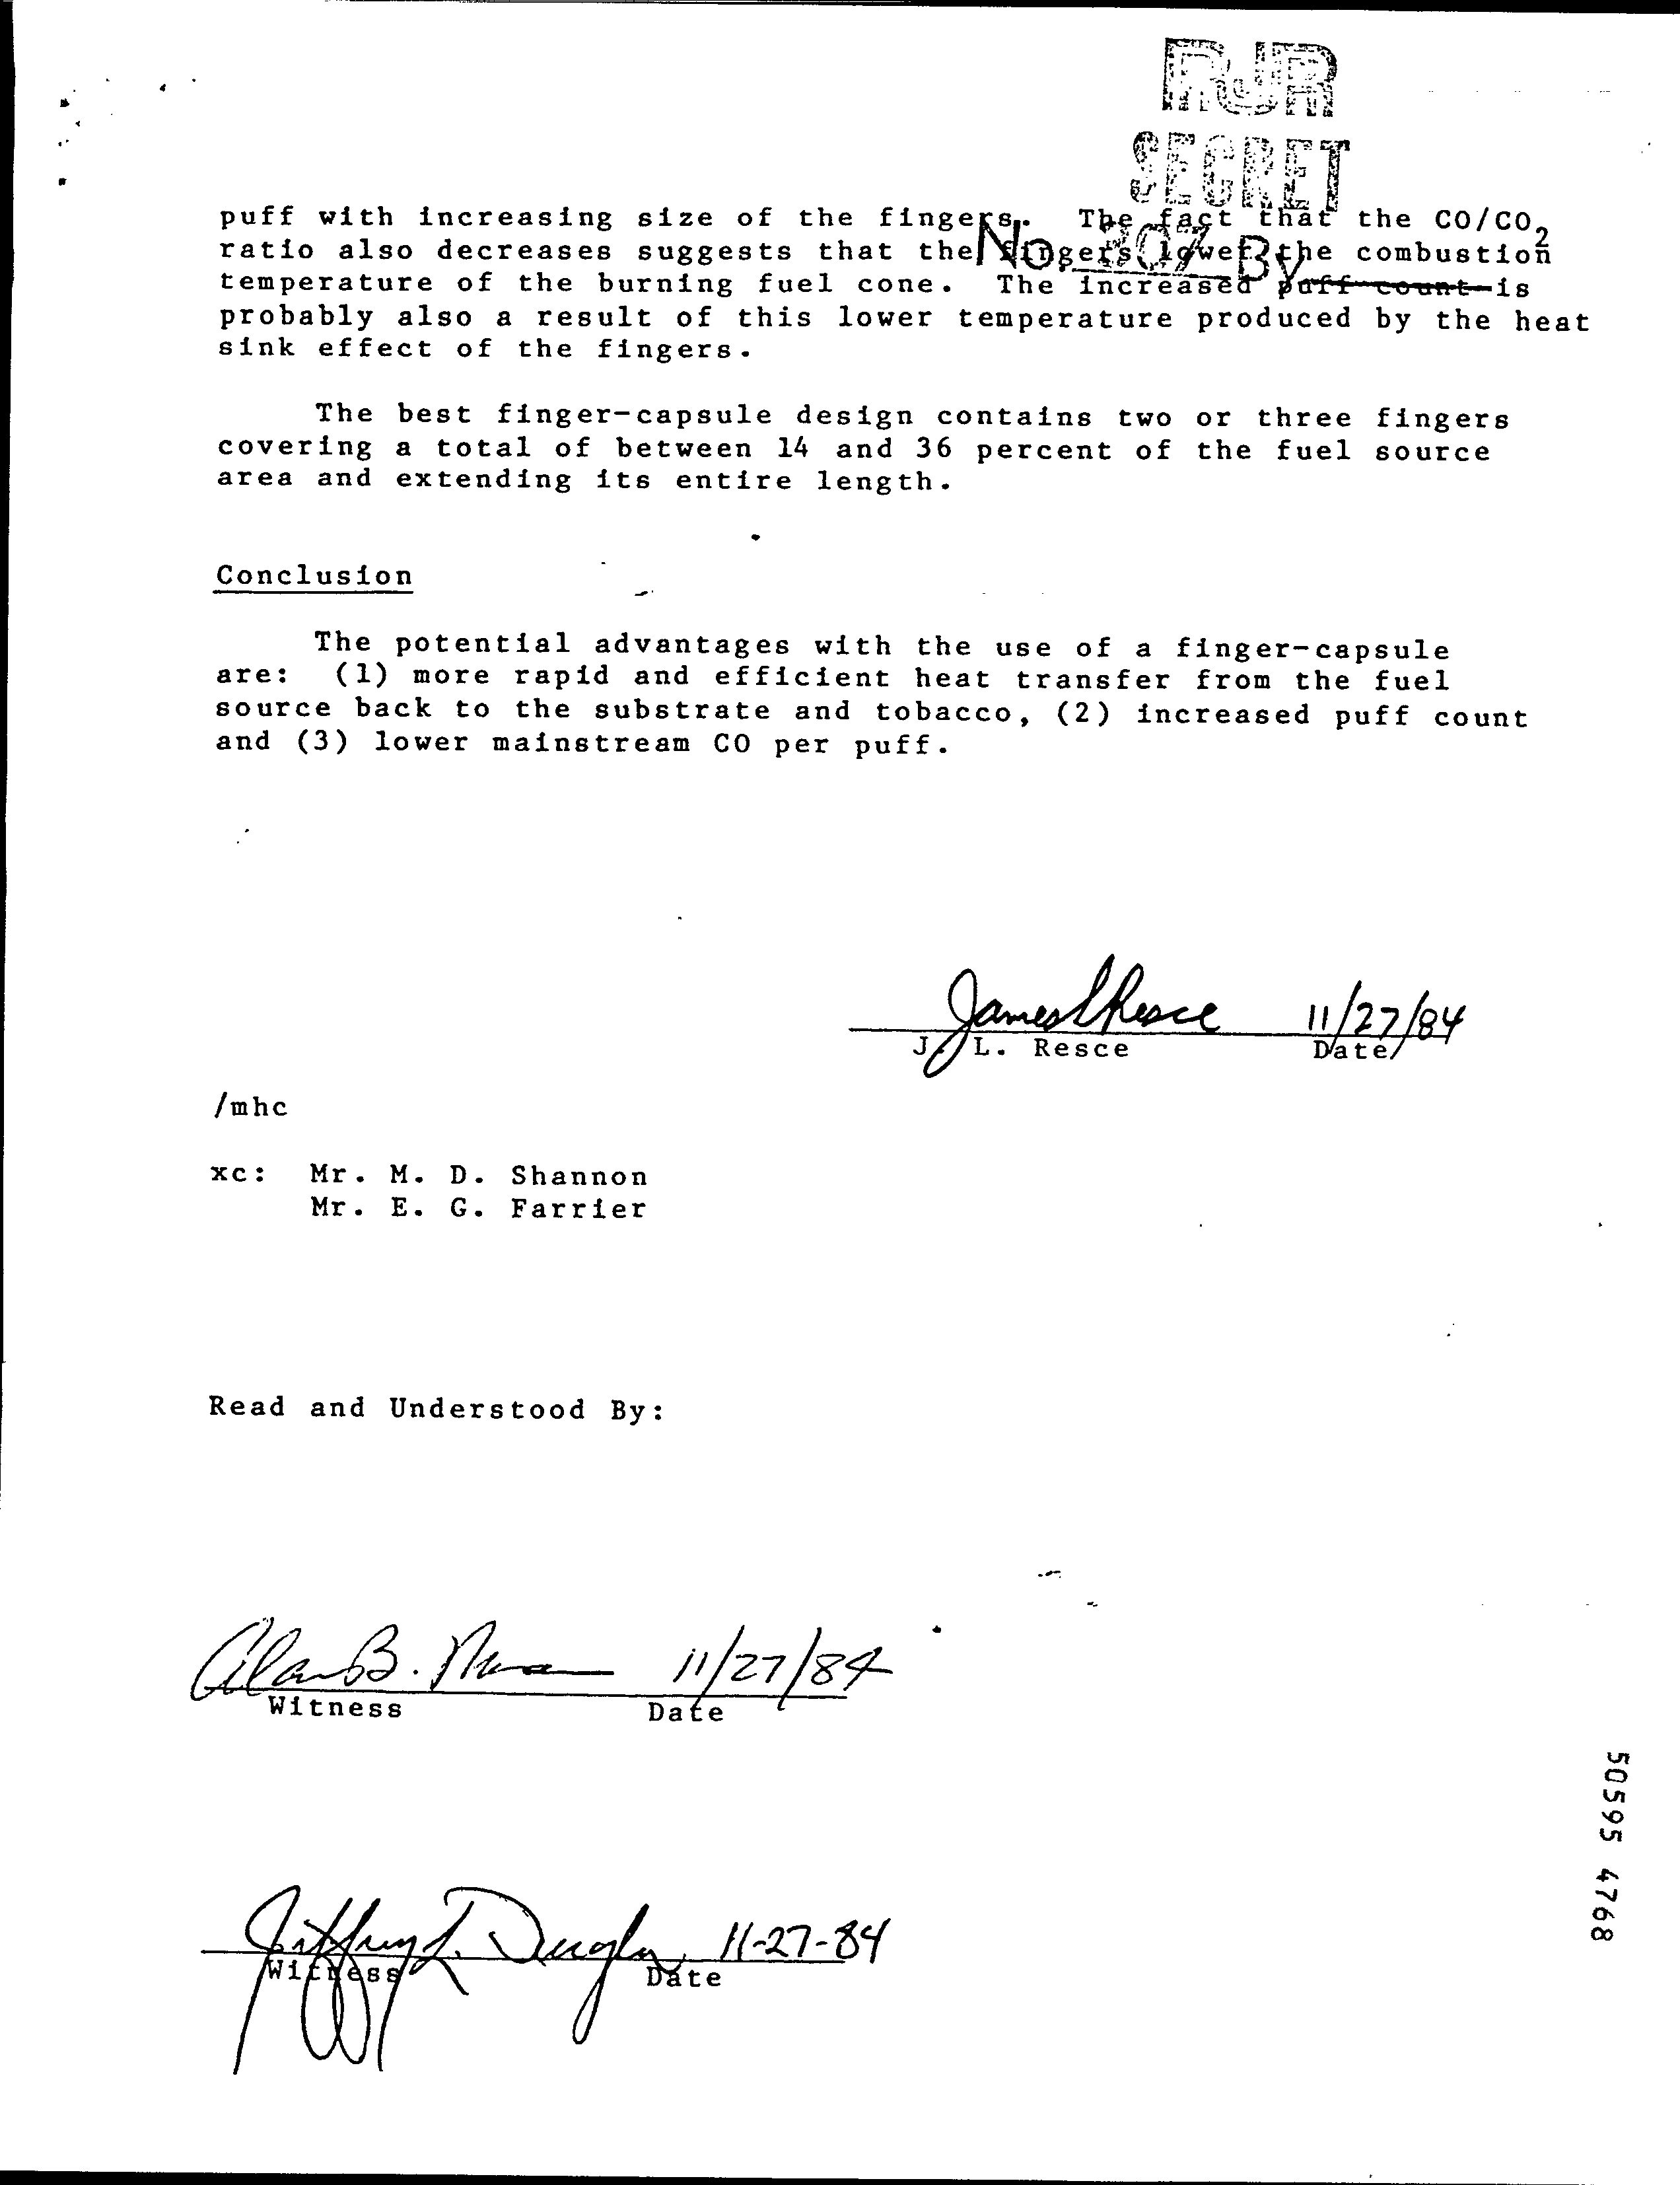 RJR
SECRET
puff with increasing size of the fingers. The fact that the CO/CO2
ratio also decreases suggests that the fingers lower the combustion
temperature of the burning fuel cone. The increased puff count is
probably also a result of this lower temperature produced by the heat
sink effect of the fingers.
No. By
The best finger-capsule design contains two or three fingers
covering a total of between 14 and 36 percent of the fuel source
area and extending its entire length.
Conclusion
The potential advantages with the use of a finger-capsule
are: (1) more rapid and efficient heat transfer from the fuel
source back to the substrate and tobacco, (2) increased puff count
and (3) lower mainstream CO per puff.
James L Resce 11/27/84
J. L. Resce Date
/mhc
xc: Mr. M. D. Shannon
Mr. E. G. Farrier
Read and Understood By:
Alan B. 11/27/84
Witness Date
Jeffrey L. 11-27-84
Witness Date
50595 4768